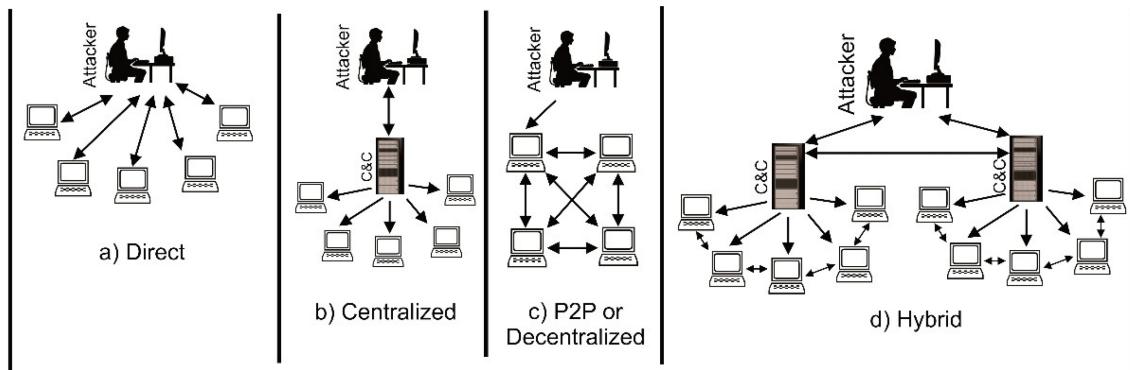 Attacker
a) Direct
Attacker
C&C
b) Centralized
Attacker
c) P2P or
Decentralized
Attacker
C&C
C&C
d) Hybrid